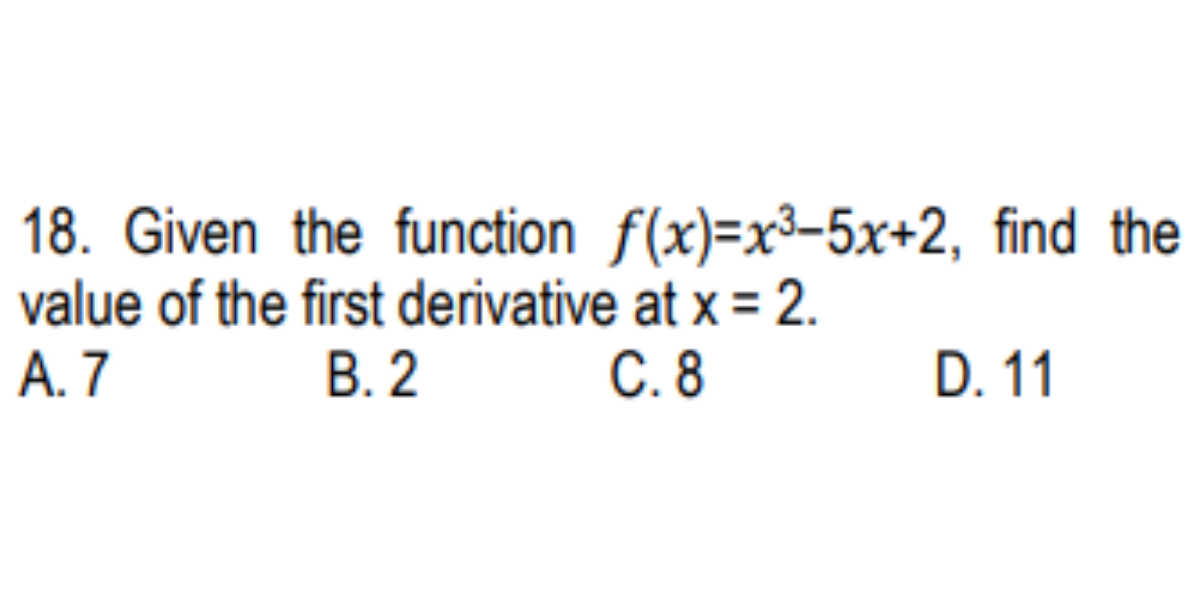 18. Given the function f(x)=x³–5x+2, find the
value of the first derivative at x = 2.
A. 7 B. 2 C. 8 D. 11